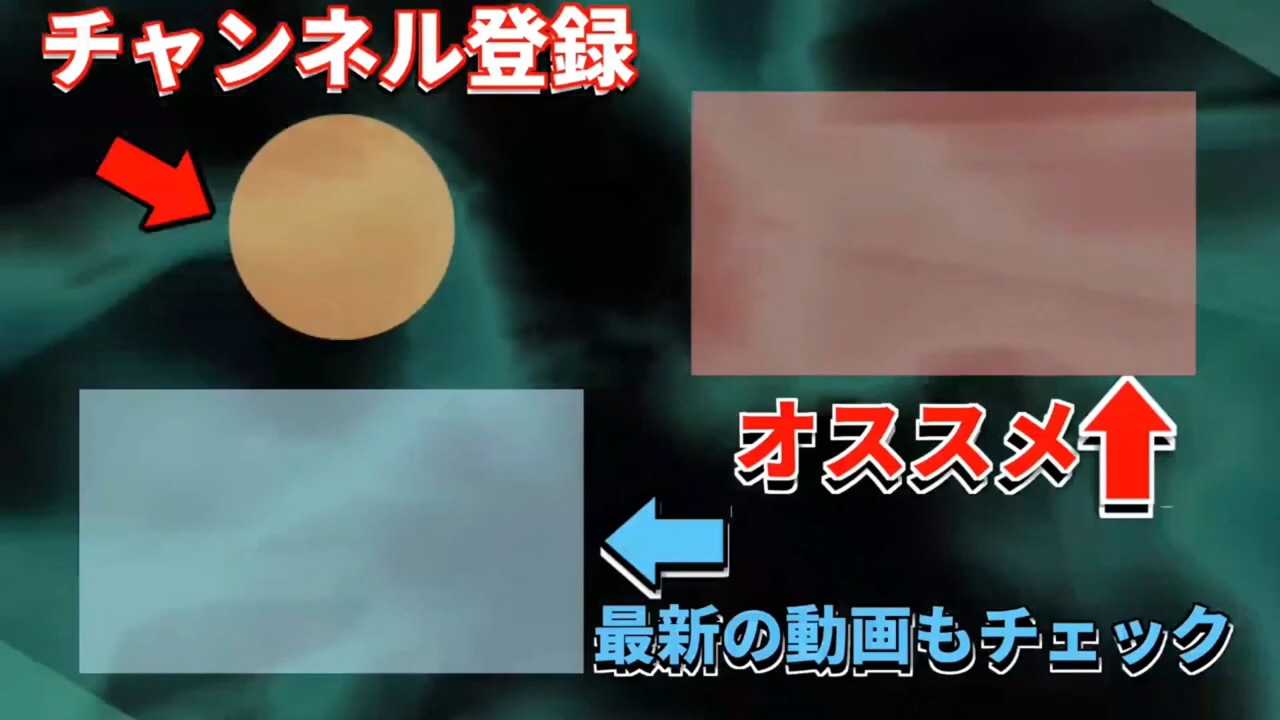 チャンネル登録
オススメ
最新の動画もチェック